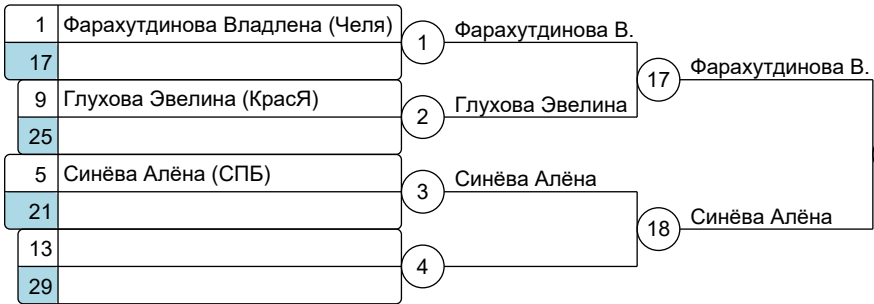 1 Фарахутдинова Владлена (Челя)
17
9 Глухова Эвелина (КрасЯ)
25
5 Синёва Алёна (СПБ)
21
13
29
1 Фарахутдинова В.
2 Глухова Эвелина
3 Синёва Алёна
4
17 Фарахутдинова В.
18 Синёва Алёна